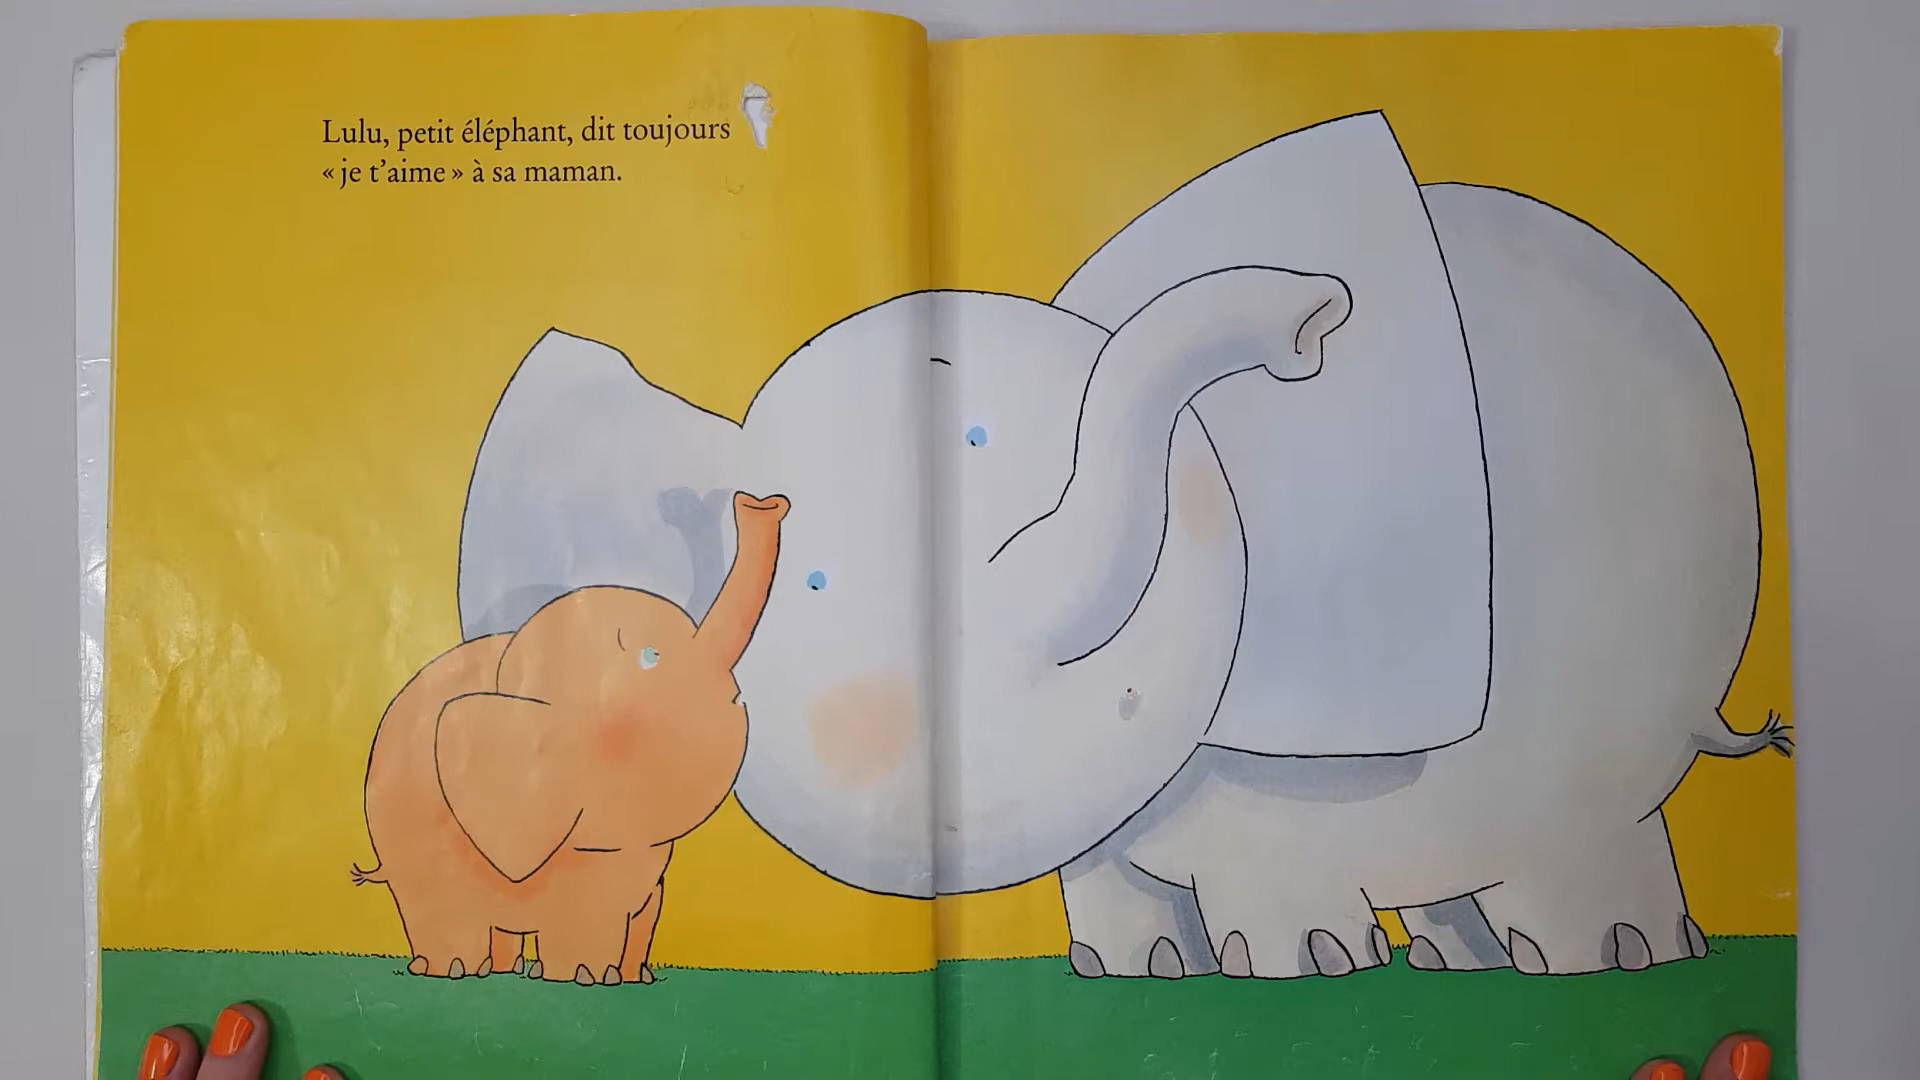 Lulu, petit éléphant, dit toujours
« je t’aime » à sa maman.